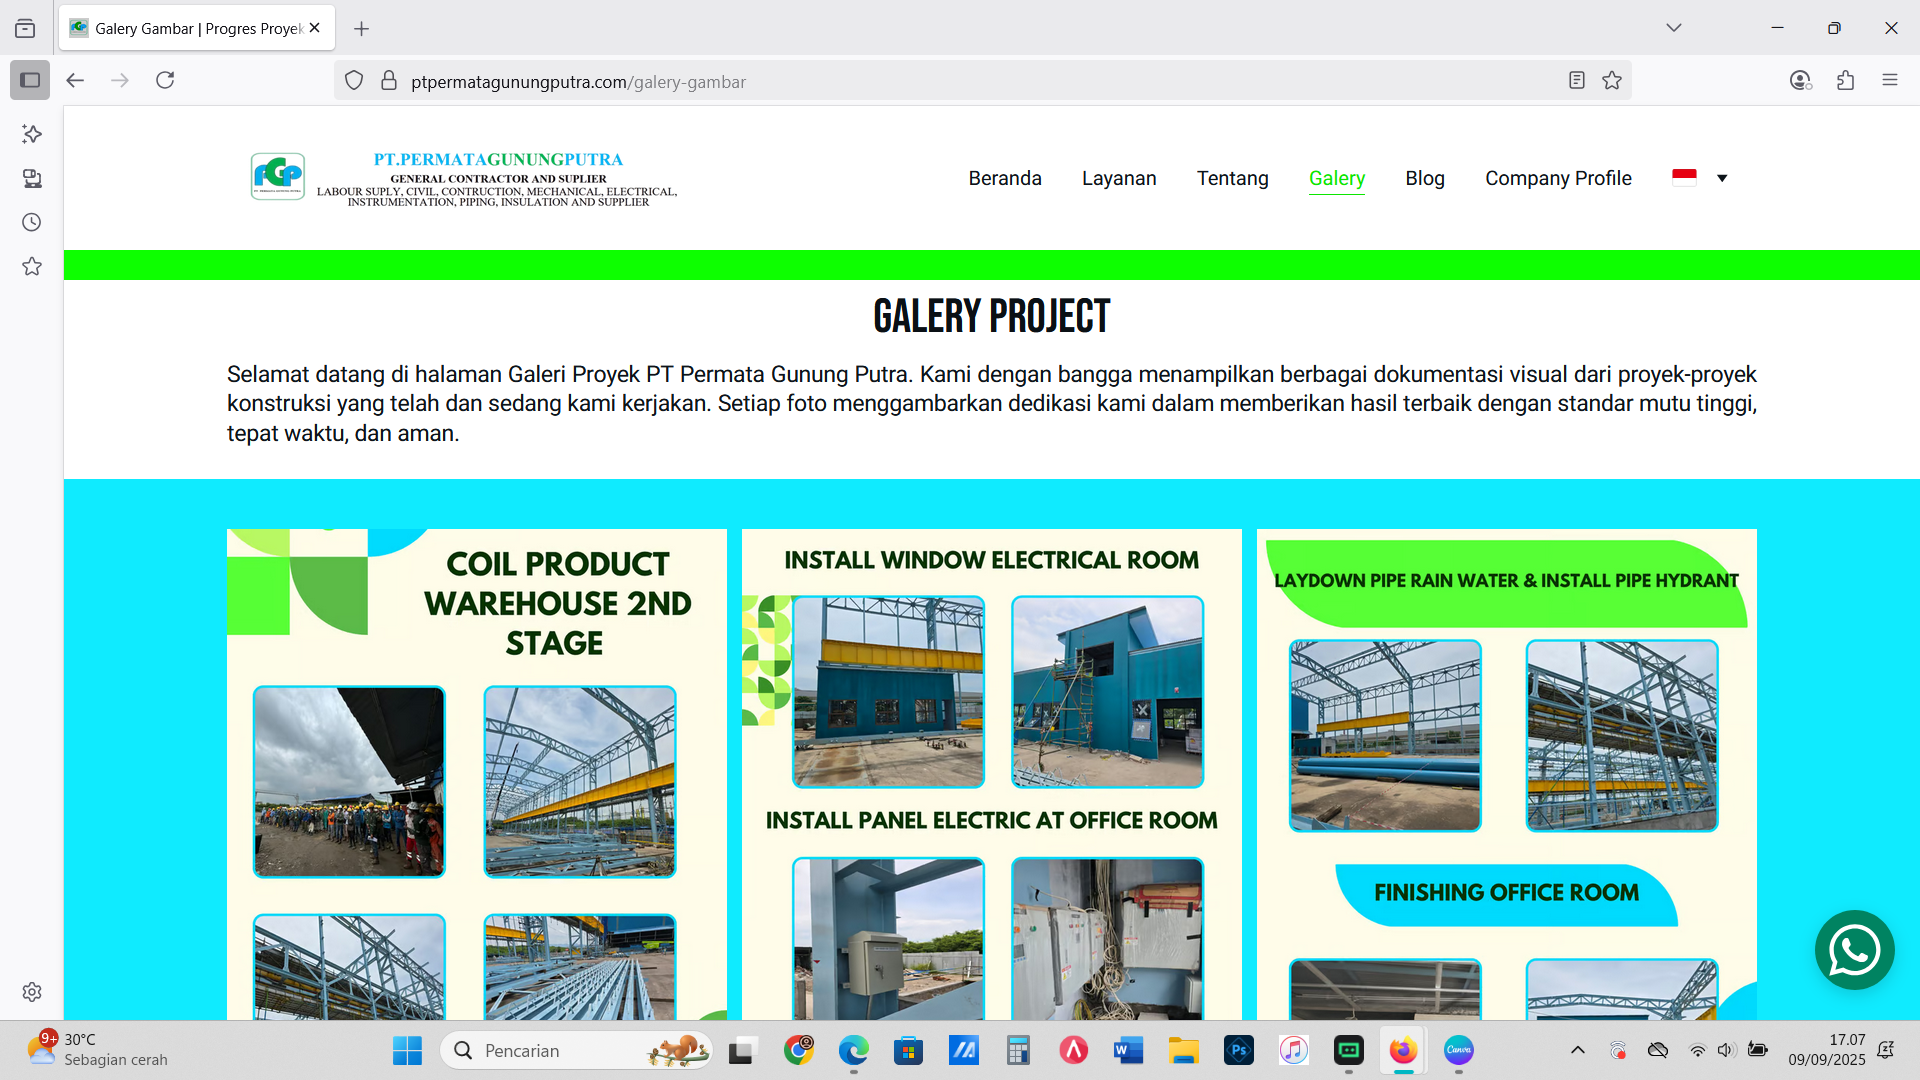 Galery Gambar | Progres Proyek
ptpermatagunungputra.com/galery-gambar
PT.PERMATAGUNUNGPUTRA
GENERAL CONTRACTOR AND SUPLIER
LABOUR SUPLY, CIVIL, CONTRUCTION, MECHANICAL, ELECTRICAL,
INSTRUMENTATION, PIPING, INSULATION AND SUPPLIER
Beranda Layanan Tentang Galery Blog Company Profile
GALERY PROJECT
Selamat datang di halaman Galeri Proyek PT Permata Gunung Putra. Kami dengan bangga menampilkan berbagai dokumentasi visual dari proyek-proyek
konstruksi yang telah dan sedang kami kerjakan. Setiap foto menggambarkan dedikasi kami dalam memberikan hasil terbaik dengan standar mutu tinggi,
tepat waktu, dan aman.
COIL PRODUCT
WAREHOUSE 2ND
STAGE
INSTALL WINDOW ELECTRICAL ROOM
INSTALL PANEL ELECTRIC AT OFFICE ROOM
LAYDOWN PIPE RAIN WATER & INSTALL PIPE HYDRANT
FINISHING OFFICE ROOM
9+
30°C
Sebagian cerah
Pencarian
W
Ps
Canva
17.07
09/09/2025